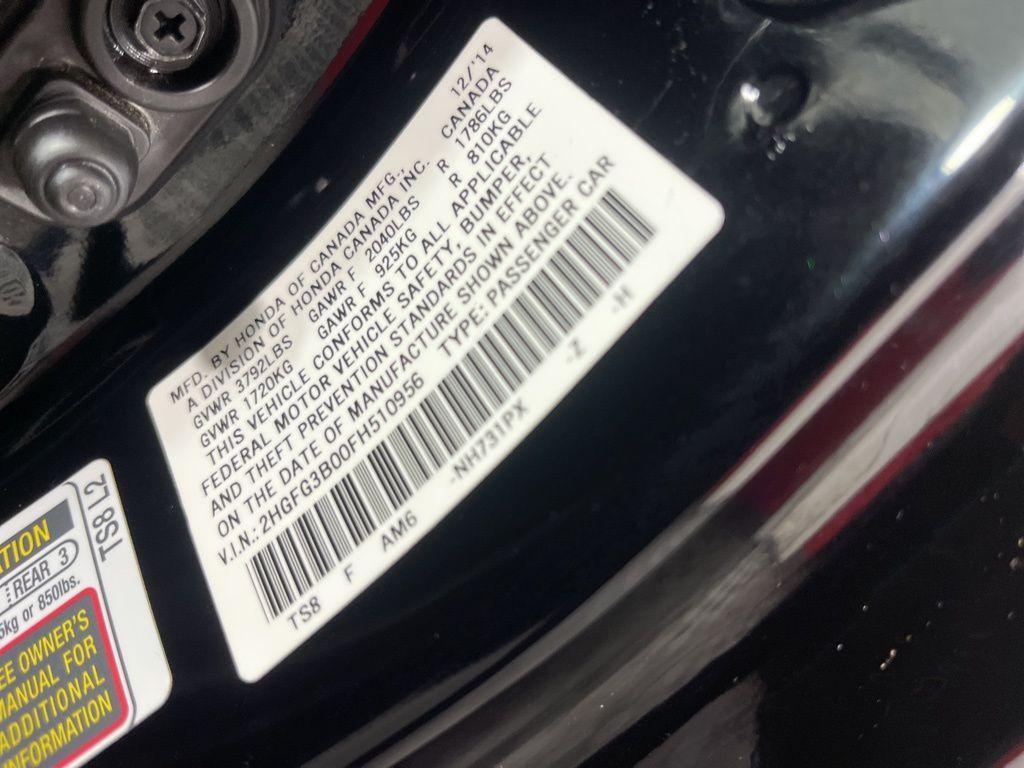 MFD. BY HONDA OF CANADA MFG., 12/'14
A DIVISION OF HONDA CANADA INC. CANADA
GVWR 3792LBS GAWR F 2040LBS R 1786LBS
GVWR 1720KG GAWR F 925KG R 810KG
THIS VEHICLE CONFORMS TO ALL APPLICABLE
FEDERAL MOTOR VEHICLE SAFETY, BUMPER,
AND THEFT PREVENTION STANDARDS IN EFFECT
ON THE DATE OF MANUFACTURE SHOWN ABOVE.
V.I.N.: 2HGFG3B00FH510956 TYPE: PASSENGER CAR
TS8 F AM6 -NH731PX -Z -H
TS8 L2
REAR 3
or 850lbs.
OWNER'S
MANUAL FOR
ADDITIONAL
INFORMATION